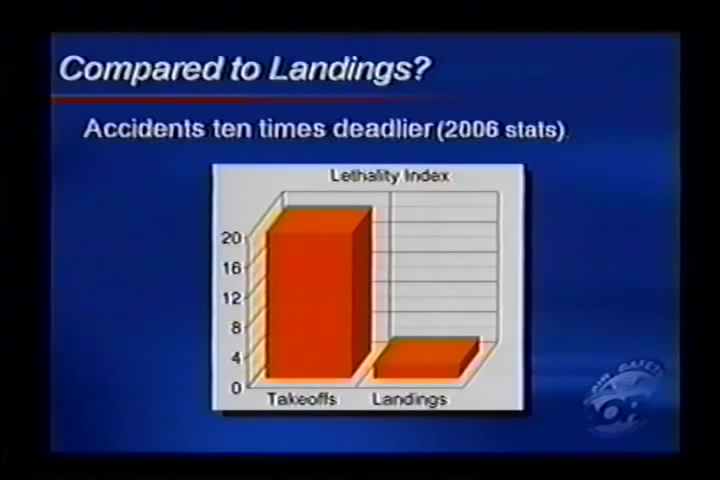 Compared to Landings?
Accidents ten times deadlier (2006 stats)
Lethality Index
20
16
12
8
4
0
Takeoffs Landings